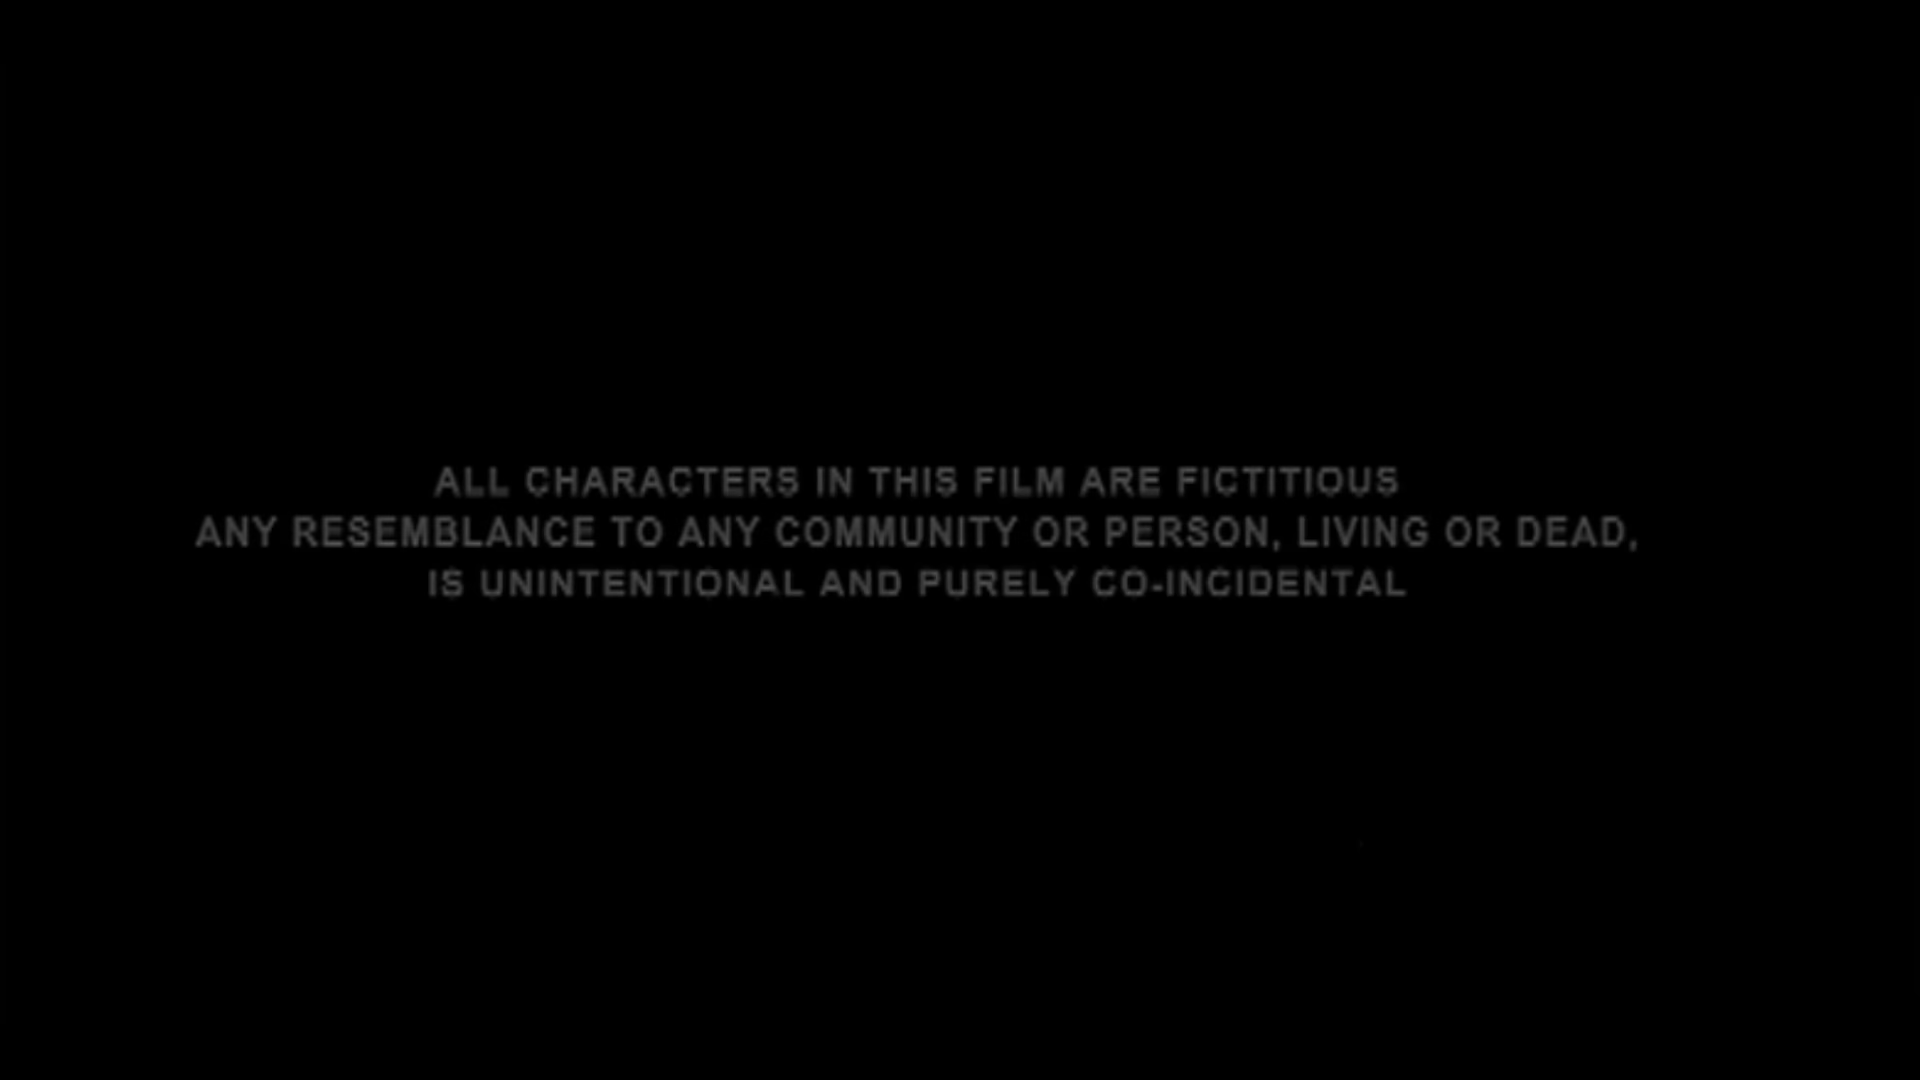 ALL CHARACTERS IN THIS FILM ARE FICTITIOUS
ANY RESEMBLANCE TO ANY COMMUNITY OR PERSON, LIVING OR DEAD,
IS UNINTENTIONAL AND PURELY CO-INCIDENTAL